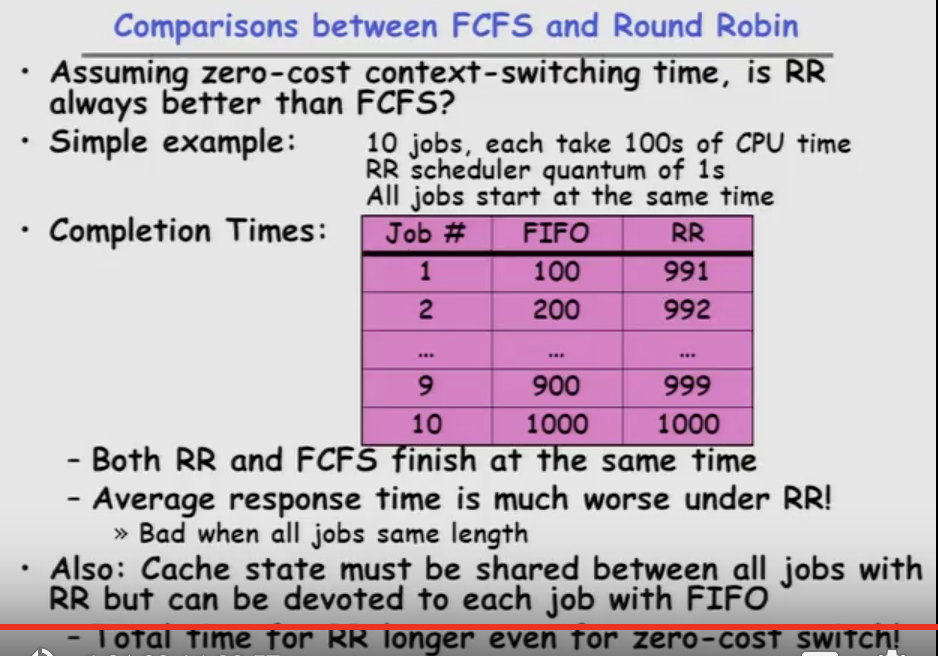 Comparisons between FCFS and Round Robin
• Assuming zero-cost context-switching time, is RR
always better than FCFS?
• Simple example: 10 jobs, each take 100s of CPU time
RR scheduler quantum of 1s
All jobs start at the same time
• Completion Times:
Job # FIFO RR
1 100 991
2 200 992
... ... ...
9 900 999
10 1000 1000
- Both RR and FCFS finish at the same time
- Average response time is much worse under RR!
» Bad when all jobs same length
• Also: Cache state must be shared between all jobs with
RR but can be devoted to each job with FIFO
- Total time for RR longer even for zero-cost switch!